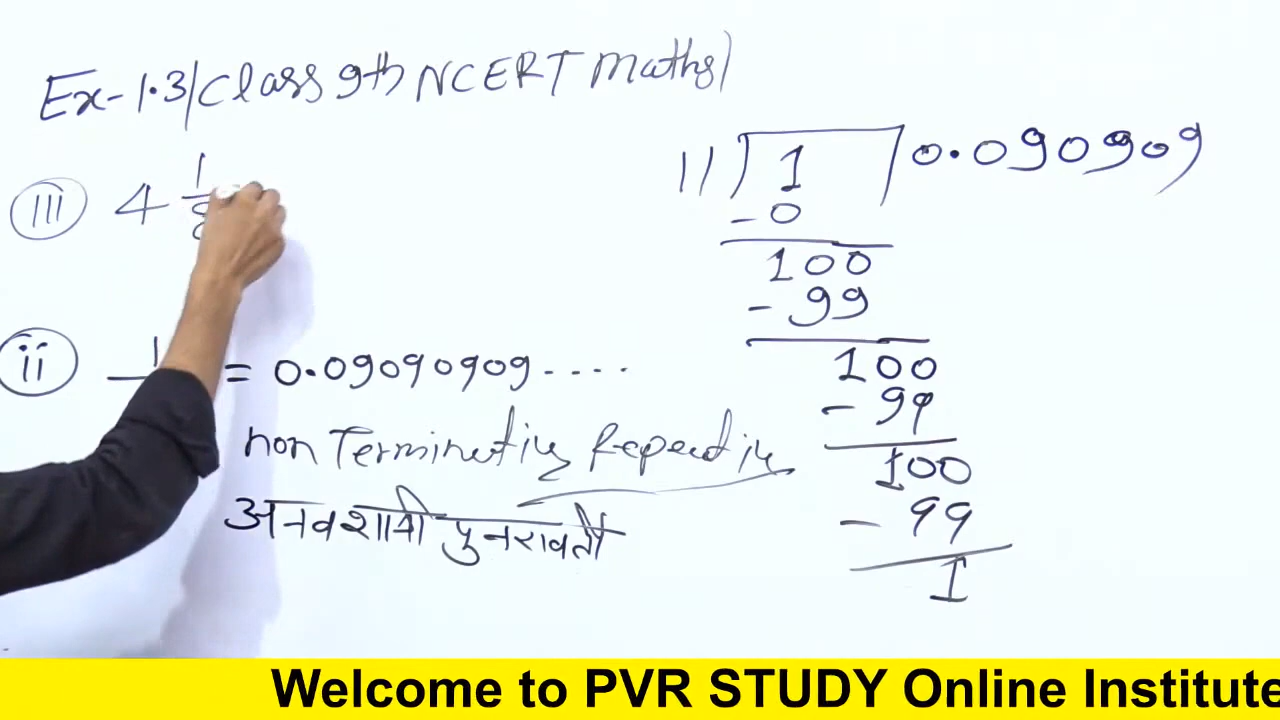 Ex-1.3/Class 9th NCERT Maths)
iii 4 1/8
ii 1 = 0.09090909....
non Terminating Repeating
अनवशामी पुनरावर्ती
11 1 0.090909
-0
100
-99
100
-99
100
-99
1
Welcome to PVR STUDY Online Institute